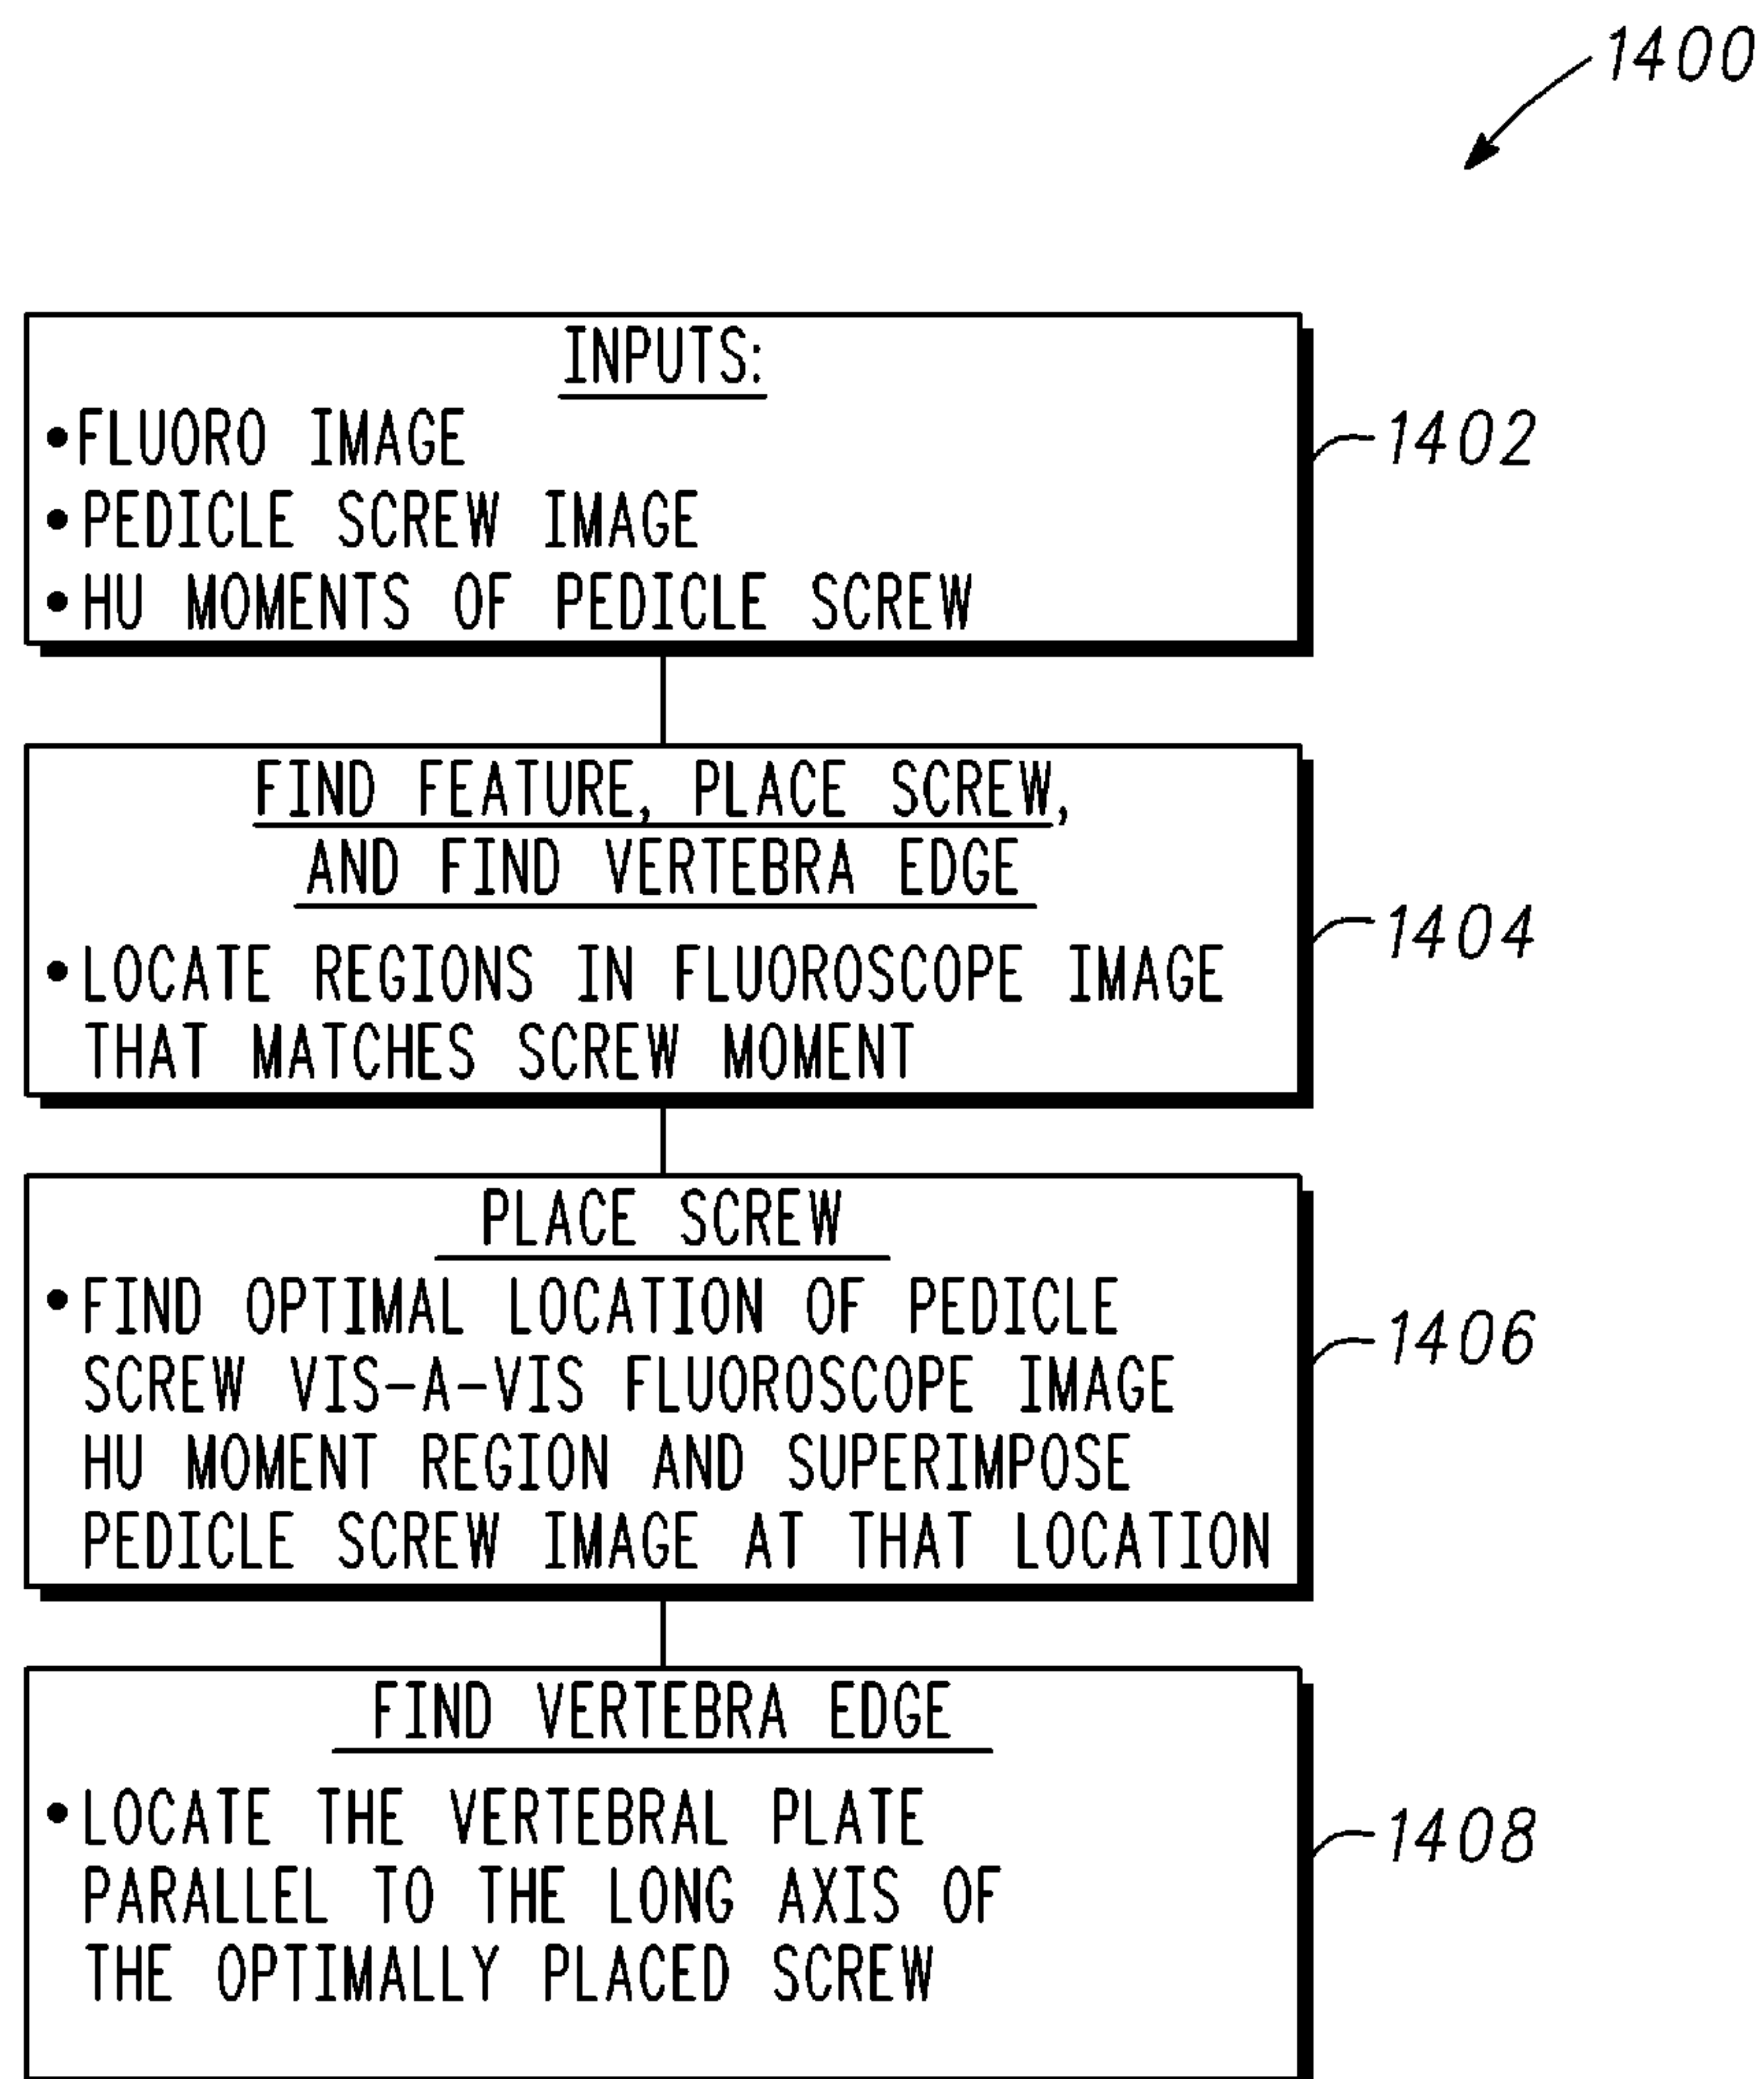 1400
INPUTS:
•FLUORO IMAGE
•PEDICLE SCREW IMAGE
•HU MOMENTS OF PEDICLE SCREW
1402
FIND FEATURE, PLACE SCREW,
AND FIND VERTEBRA EDGE
•LOCATE REGIONS IN FLUOROSCOPE IMAGE
THAT MATCHES SCREW MOMENT
1404
PLACE SCREW
•FIND OPTIMAL LOCATION OF PEDICLE
SCREW VIS-A-VIS FLUOROSCOPE IMAGE
HU MOMENT REGION AND SUPERIMPOSE
PEDICLE SCREW IMAGE AT THAT LOCATION
1406
FIND VERTEBRA EDGE
•LOCATE THE VERTEBRAL PLATE
PARALLEL TO THE LONG AXIS OF
THE OPTIMALLY PLACED SCREW
1408